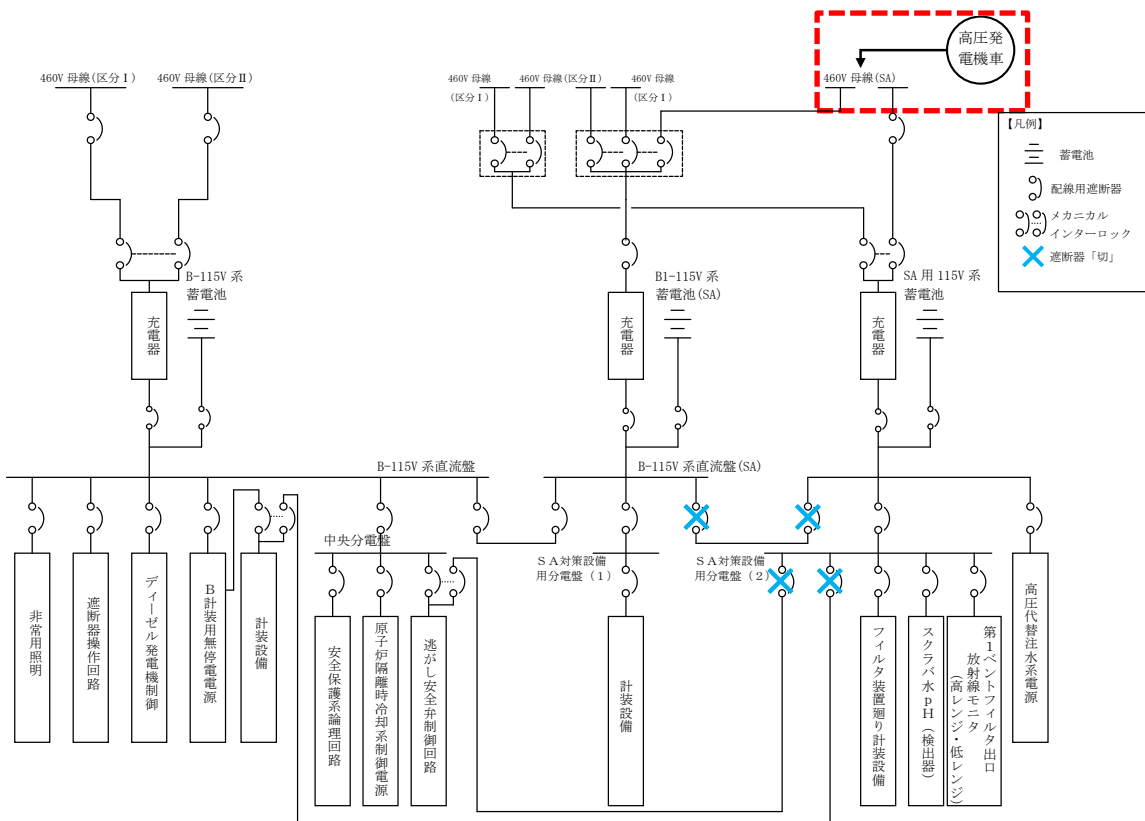 高圧発
電機車
460V 母線(区分Ⅰ)
460V 母線(区分Ⅱ)
460V 母線
(区分Ⅰ)
460V 母線(区分Ⅱ)
460V 母線
(区分Ⅰ)
460V 母線(SA)
【凡例】
蓄電池
配線用遮断器
メカニカル
インターロック
遮断器「切」
B-115V 系
蓄電池
B1-115V 系
蓄電池(SA)
SA 用 115V 系
蓄電池
充電器
充電器
充電器
B-115V 系直流盤
B-115V 系直流盤(SA)
中央分電盤
SA対策設備
用分電盤（1）
SA対策設備
用分電盤（2）
非常用照明
遮断器操作回路
ディーゼル発電機制御
B計装用無停電電源
計装設備
安全保護系論理回路
原子炉隔離時冷却系制御電源
逃がし安全弁制御回路
計装設備
フィルタ装置廻り計装設備
スクラバ水pH（検出器）
第1ベントフィルタ出口
放射線モニタ
（高レンジ・低レンジ）
高圧代替注水系電源